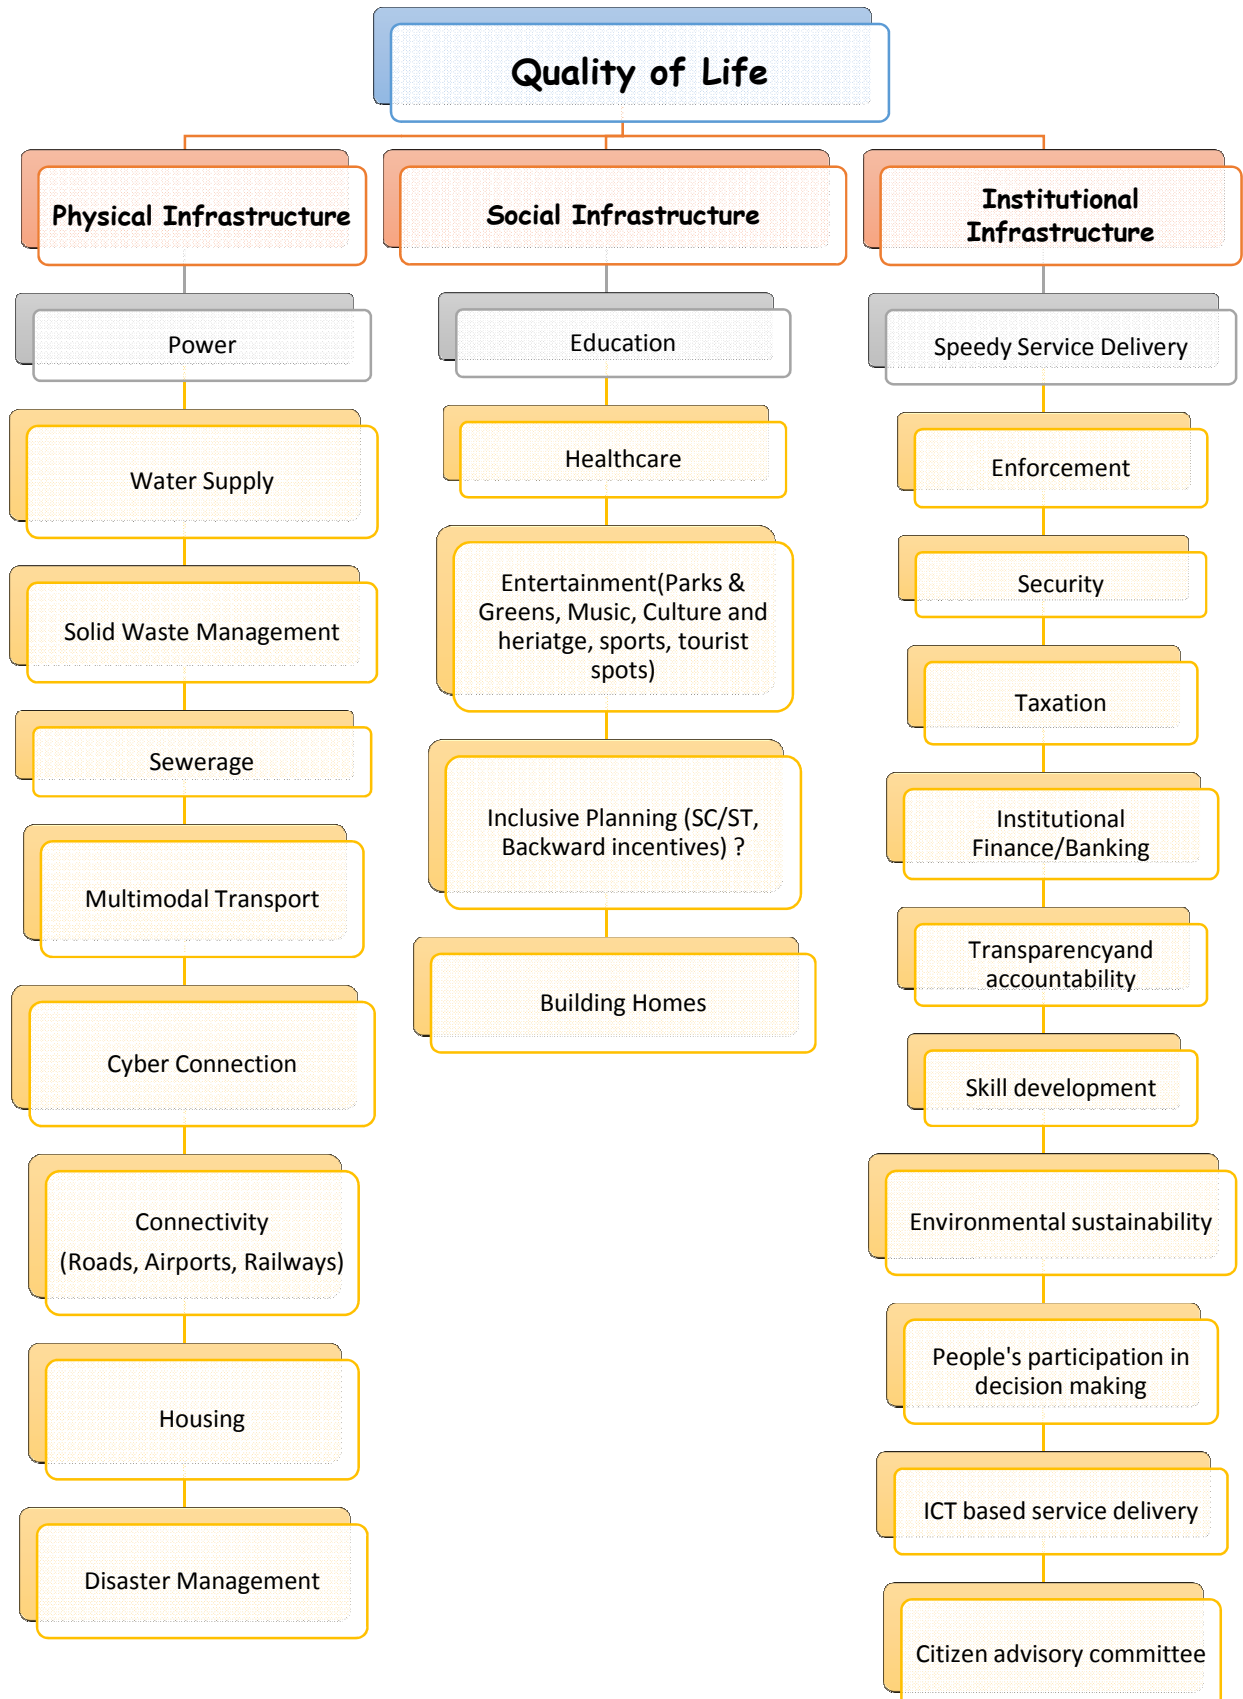 Quality of Life
Physical Infrastructure
Power
Water Supply
Solid Waste Management
Sewerage
Multimodal Transport
Cyber Connection
Connectivity
(Roads, Airports, Railways)
Housing
Disaster Management
Social Infrastructure
Education
Healthcare
Entertainment(Parks &
Greens, Music, Culture and
heriatge, sports, tourist
spots)
Inclusive Planning (SC/ST,
Backward incentives) ?
Building Homes
Institutional
Infrastructure
Speedy Service Delivery
Enforcement
Security
Taxation
Institutional
Finance/Banking
Transparencyand
accountability
Skill development
Environmental sustainability
People's participation in
decision making
ICT based service delivery
Citizen advisory committee